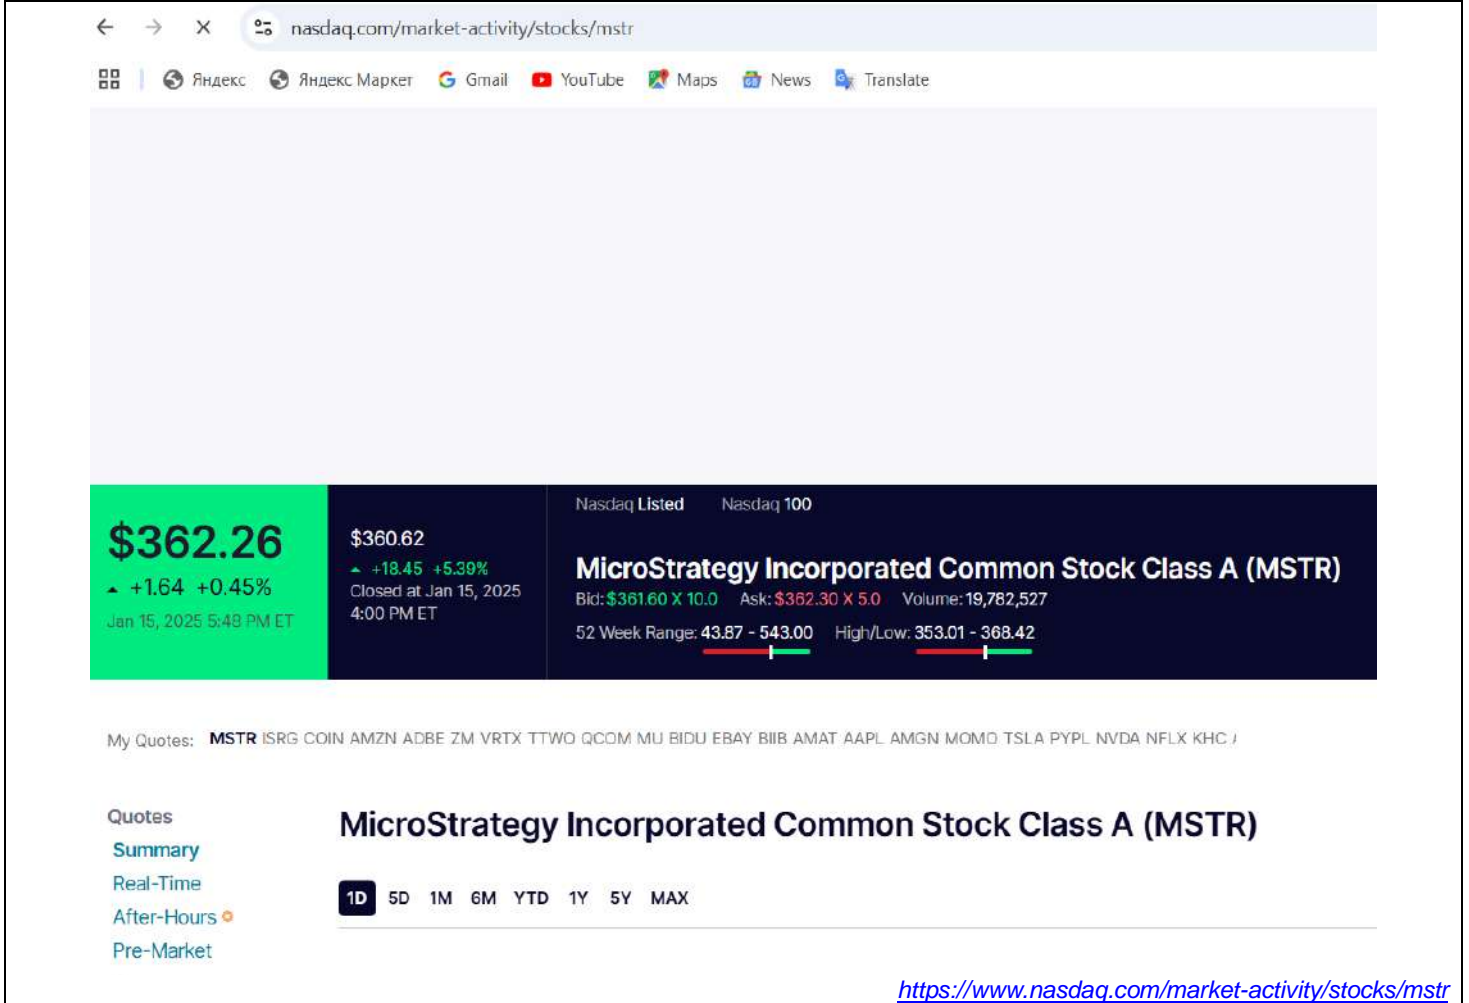 nasdaq.com/market-activity/stocks/mstr
Яндекс Яндекс Маркет Gmail YouTube Maps News Translate
Nasdaq Listed Nasdaq 100
$362.26
+1.64 +0.45%
Jan 15, 2025 5:48 PM ET
$360.62
+18.45 +5.39%
Closed at Jan 15, 2025
4:00 PM ET
MicroStrategy Incorporated Common Stock Class A (MSTR)
Bid: $361.60 X 10.0 Ask: $362.30 X 5.0 Volume: 19,782,527
52 Week Range: 43.87 - 543.00 High/Low: 353.01 - 368.42
My Quotes: MSTR ISRG COIN AMZN ADBE ZM VRTX TTWO QCOM MU BIDU EBAY BIIB AMAT AAPL AMGN MOMO TSLA PYPL NVDA NFLX KHC
Quotes
Summary
Real-Time
After-Hours
Pre-Market
MicroStrategy Incorporated Common Stock Class A (MSTR)
1D 5D 1M 6M YTD 1Y 5Y MAX
https://www.nasdaq.com/market-activity/stocks/mstr